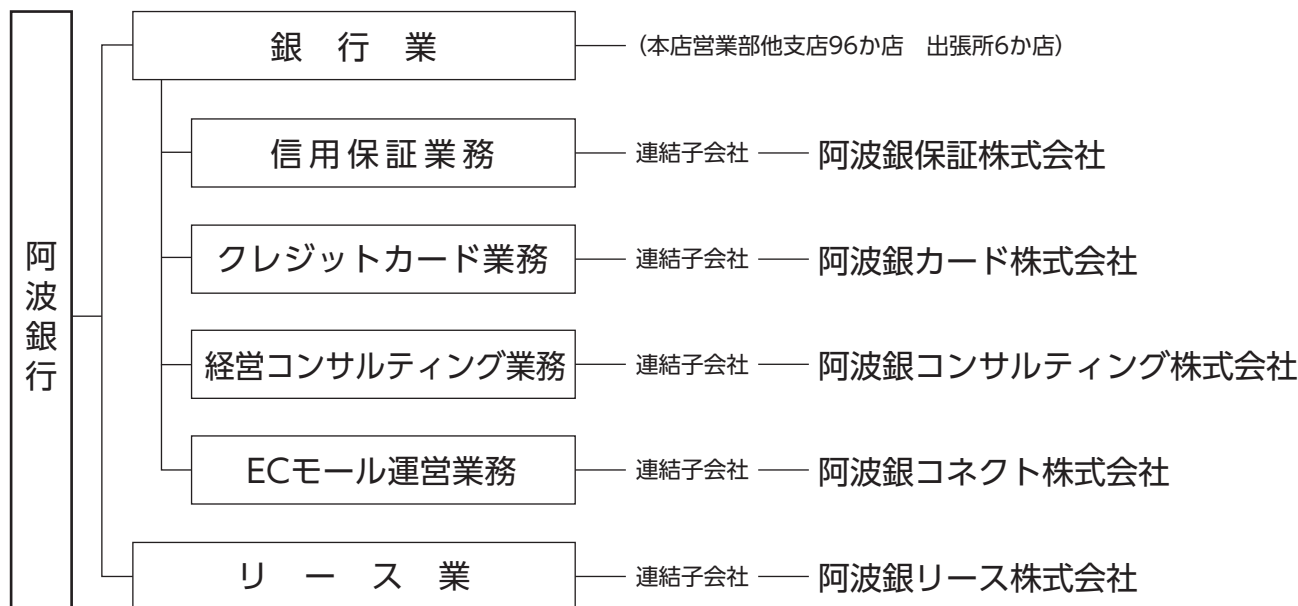 阿波銀行
銀行業 (本店営業部他支店96か店 出張所6か店)
信用保証業務 連結子会社 阿波銀保証株式会社
クレジットカード業務 連結子会社 阿波銀カード株式会社
経営コンサルティング業務 連結子会社 阿波銀コンサルティング株式会社
ECモール運営業務 連結子会社 阿波銀コネクト株式会社
リース業 連結子会社 阿波銀リース株式会社